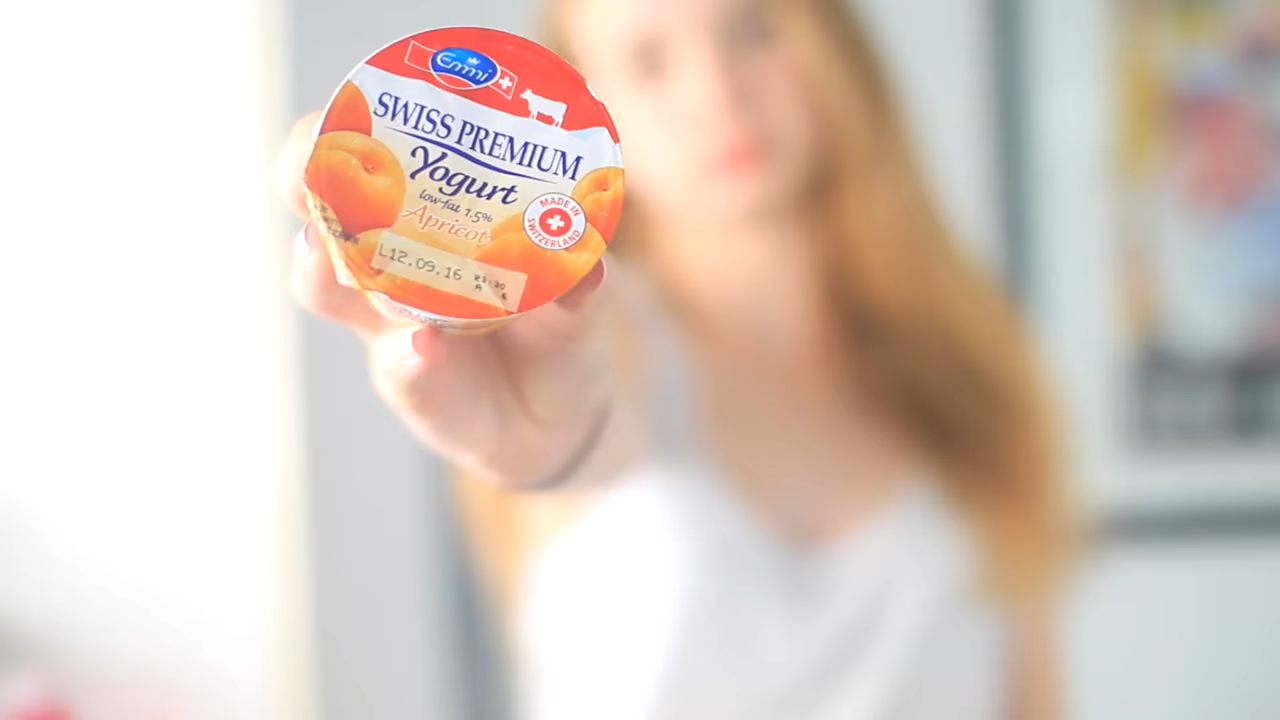 Emmi
SWISS PREMIUM
Yogurt
low-fat 1.5%
Apricot
MADE IN
SWITZERLAND
L12.09.16